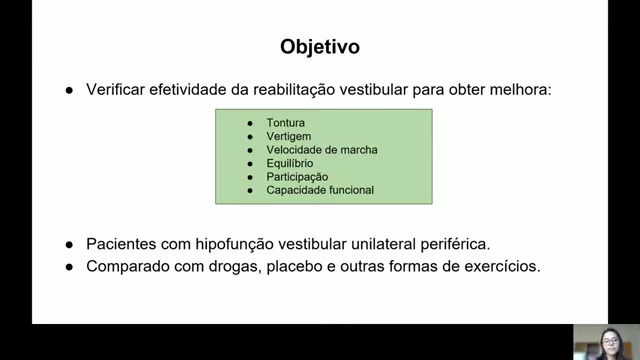 Objetivo
● Verificar efetividade da reabilitação vestibular para obter melhora:
● Tontura
● Vertigem
● Velocidade de marcha
● Equilíbrio
● Participação
● Capacidade funcional
● Pacientes com hipofunção vestibular unilateral periférica.
● Comparado com drogas, placebo e outras formas de exercícios.